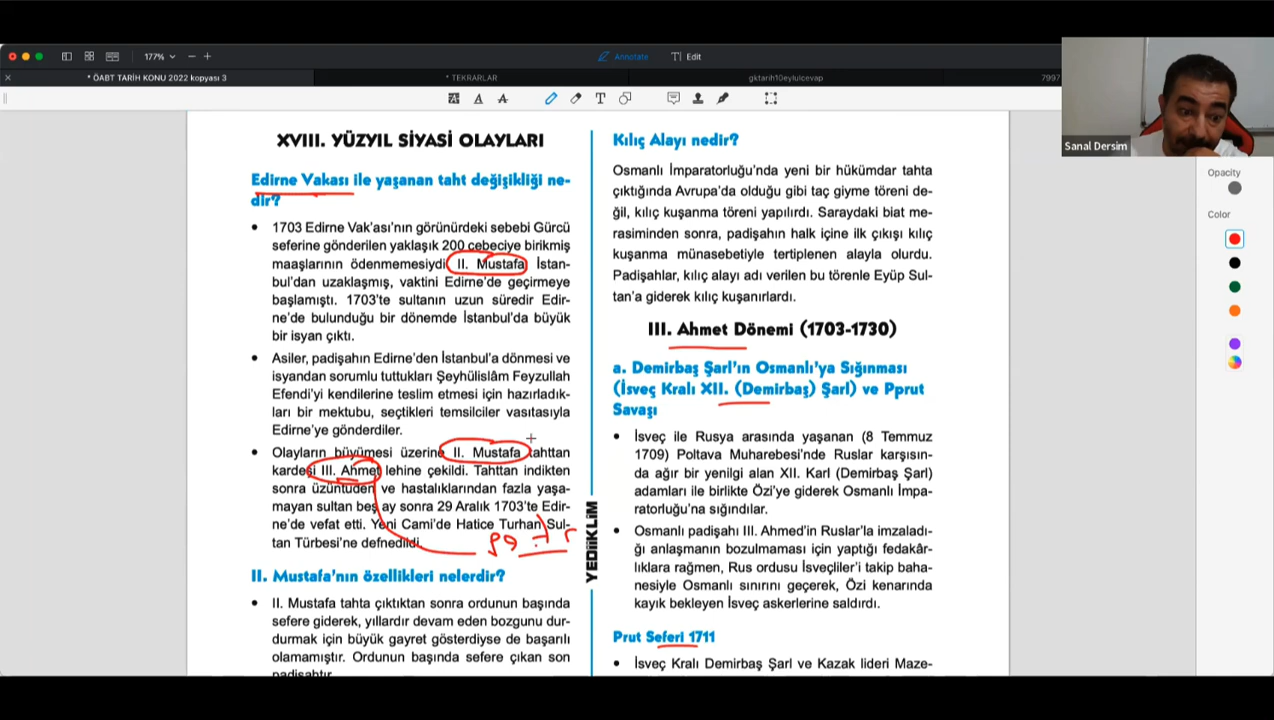 177%
Annotate
Edit
* ÖABT TARİH KONU 2022 kopyası 3
* TEKRARLAR
gktarih10eylulcevap
7997
Sanal Dersim
Opacity
Color
XVIII. YÜZYIL SİYASİ OLAYLARI
Edirne Vakası ile yaşanan taht değişikliği ne-
dir?
• 1703 Edirne Vak’ası’nın görünürdeki sebebi Gürcü
seferine gönderilen yaklaşık 200 cebeciye birikmiş
maaşlarının ödenmemesiydi II. Mustafa İstan-
bul’dan uzaklaşmış, vaktini Edirne’de geçirmeye
başlamıştı. 1703’te sultanın uzun süredir Edir-
ne’de bulunduğu bir dönemde İstanbul’da büyük
bir isyan çıktı.
• Asiler, padişahın Edirne’den İstanbul’a dönmesi ve
isyandan sorumlu tuttukları Şeyhülislâm Feyzullah
Efendi’yi kendilerine teslim etmesi için hazırladık-
ları bir mektubu, seçtikleri temsilciler vasıtasıyla
Edirne’ye gönderdiler.
• Olayların büyümesi üzerine II. Mustafa tahttan
kardeşi III. Ahmet lehine çekildi. Tahttan indikten
sonra üzüntüden ve hastalıklarından fazla yaşa-
mayan sultan beş ay sonra 29 Aralık 1703’te Edir-
ne’de vefat etti. Yeni Cami’de Hatice Turhan Sul-
tan Türbesi’ne defnedildi.
II. Mustafa’nın özellikleri nelerdir?
• II. Mustafa tahta çıktıktan sonra ordunun başında
sefere giderek, yıllardır devam eden bozgunu dur-
durmak için büyük gayret gösterdiyse de başarılı
olamamıştır. Ordunun başında sefere çıkan son
padişahtır.
YEDİİKLİM
Kılıç Alayı nedir?
Osmanlı İmparatorluğu’nda yeni bir hükümdar tahta
çıktığında Avrupa’da olduğu gibi taç giyme töreni de-
ğil, kılıç kuşanma töreni yapılırdı. Saraydaki biat me-
rasiminden sonra, padişahın halk içine ilk çıkışı kılıç
kuşanma münasebetiyle tertiplenen alayla olurdu.
Padişahlar, kılıç alayı adı verilen bu törenle Eyüp Sul-
tan’a giderek kılıç kuşanırlardı.
III. Ahmet Dönemi (1703-1730)
a. Demirbaş Şarl’ın Osmanlı’ya Sığınması
(İsveç Kralı XII. (Demirbaş) Şarl) ve Pprut
Savaşı
• İsveç ile Rusya arasında yaşanan (8 Temmuz
1709) Poltava Muharebesi’nde Ruslar karşısın-
da ağır bir yenilgi alan XII. Karl (Demirbaş Şarl)
adamları ile birlikte Özi’ye giderek Osmanlı İmpa-
ratorluğu’na sığındılar.
• Osmanlı padişahı III. Ahmed’in Ruslar’la imzaladı-
ğı anlaşmanın bozulmaması için yaptığı fedakâr-
lıklara rağmen, Rus ordusu İsveçliler’i takip baha-
nesiyle Osmanlı sınırını geçerek, Özi kenarında
kayık bekleyen İsveç askerlerine saldırdı.
Prut Seferi 1711
• İsveç Kralı Demirbaş Şarl ve Kazak lideri Maze-